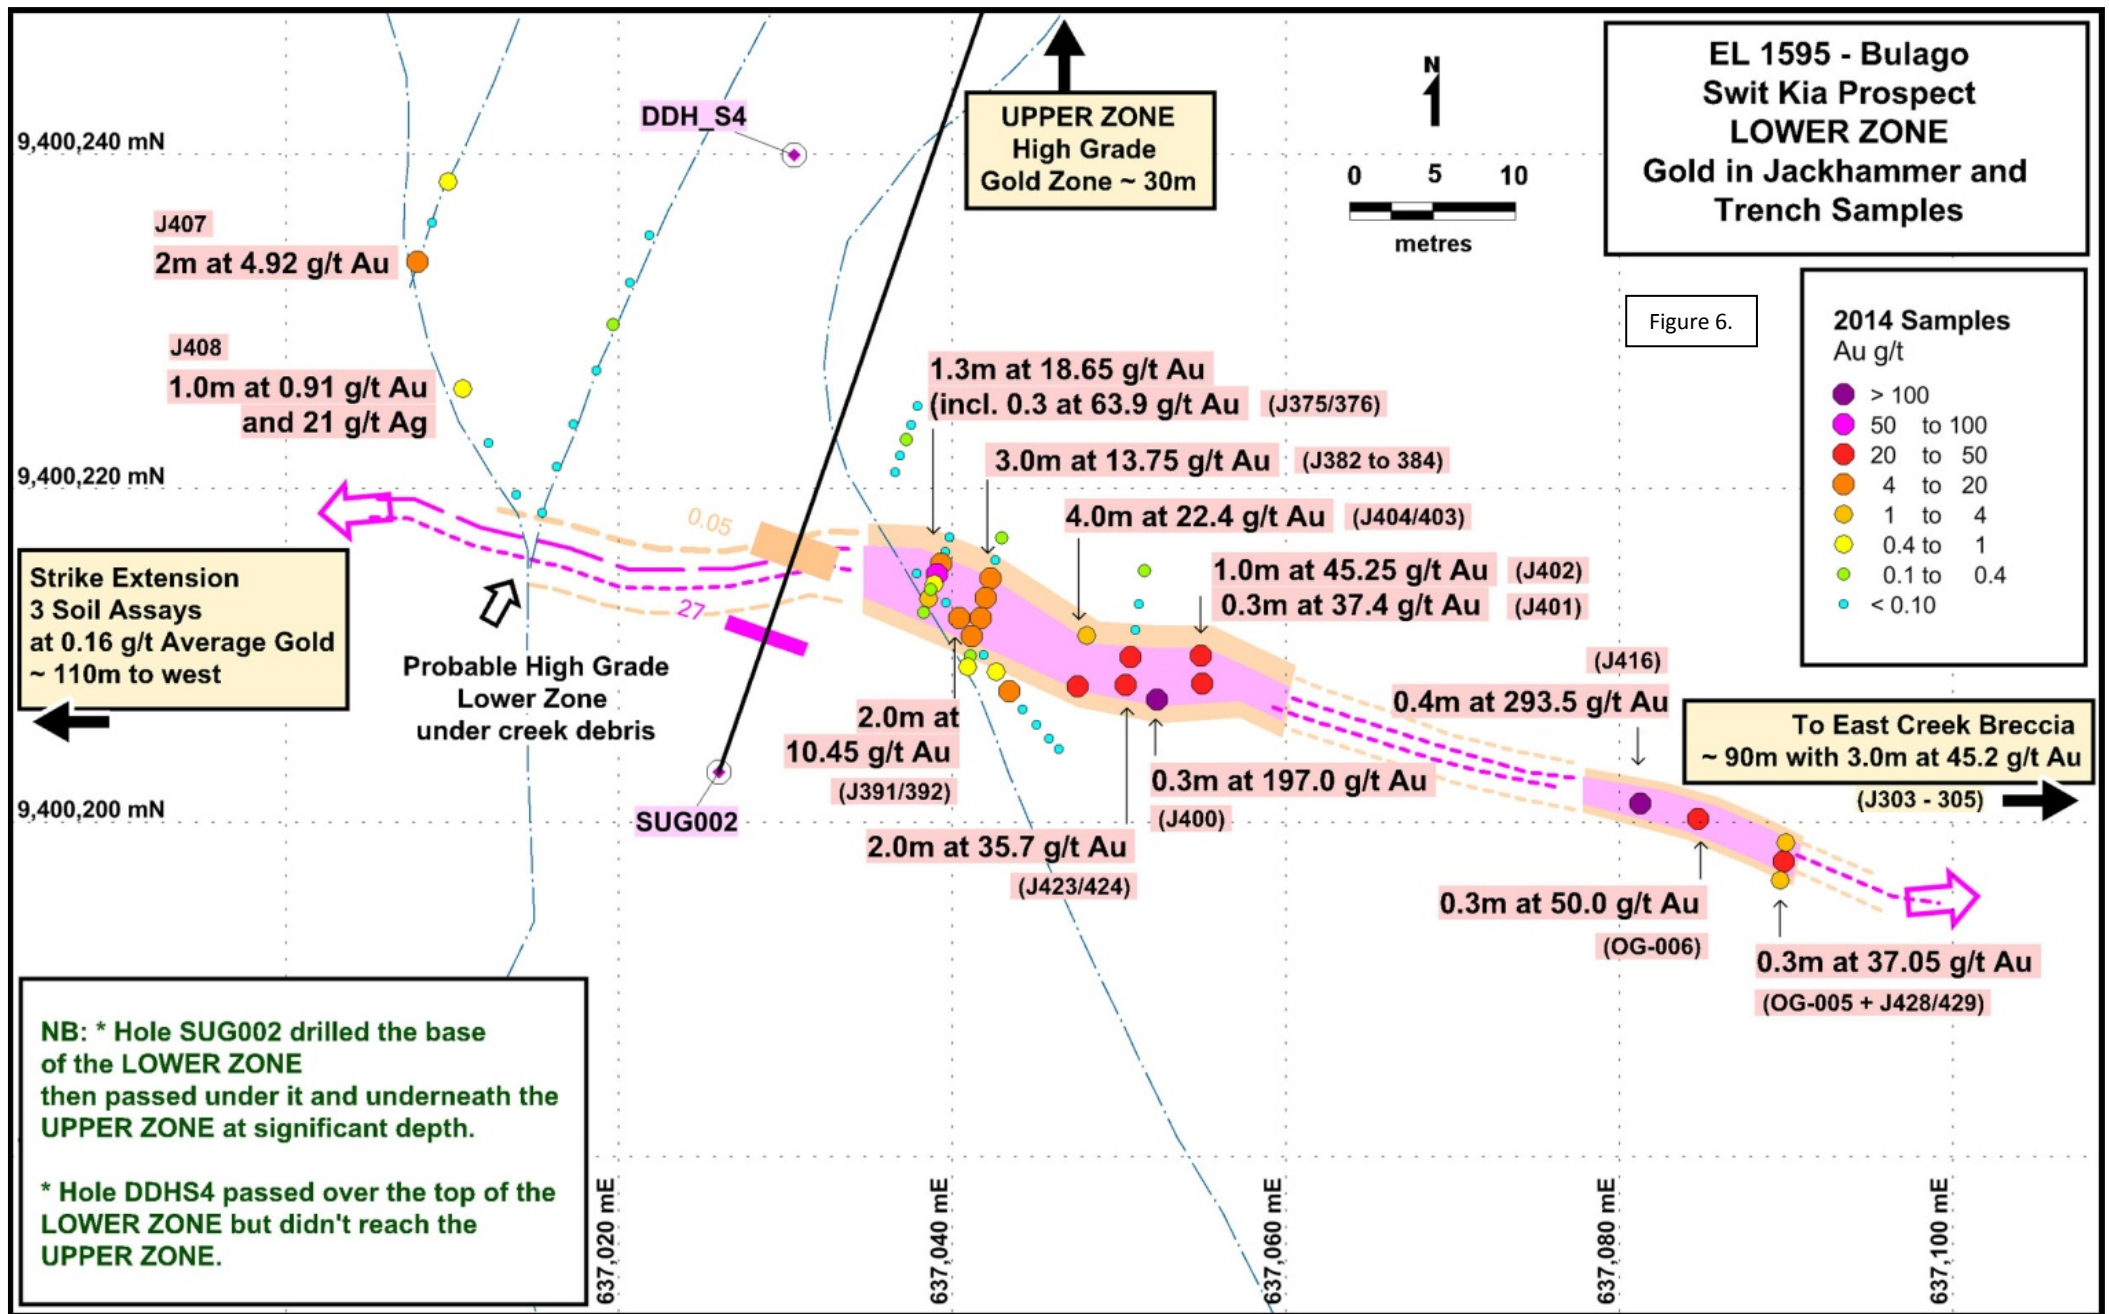 EL 1595 - Bulago
Swit Kia Prospect
LOWER ZONE
Gold in Jackhammer and
Trench Samples
N
0 5 10
metres
UPPER ZONE
High Grade
Gold Zone ~ 30m
DDH_S4
9,400,240 mN
J407
2m at 4.92 g/t Au
J408
1.0m at 0.91 g/t Au
and 21 g/t Ag
Figure 6.
2014 Samples
Au g/t
> 100
50 to 100
20 to 50
4 to 20
1 to 4
0.4 to 1
0.1 to 0.4
< 0.10
1.3m at 18.65 g/t Au
(incl. 0.3 at 63.9 g/t Au (J375/376)
3.0m at 13.75 g/t Au (J382 to 384)
4.0m at 22.4 g/t Au (J404/403)
1.0m at 45.25 g/t Au (J402)
0.3m at 37.4 g/t Au (J401)
9,400,220 mN
0.05
27
Strike Extension
3 Soil Assays
at 0.16 g/t Average Gold
~ 110m to west
Probable High Grade
Lower Zone
under creek debris
(J416)
0.4m at 293.5 g/t Au
To East Creek Breccia
~ 90m with 3.0m at 45.2 g/t Au
(J303 - 305)
2.0m at
10.45 g/t Au
(J391/392)
0.3m at 197.0 g/t Au
(J400)
9,400,200 mN
SUG002
2.0m at 35.7 g/t Au
(J423/424)
0.3m at 50.0 g/t Au
(OG-006)
0.3m at 37.05 g/t Au
(OG-005 + J428/429)
NB: * Hole SUG002 drilled the base
of the LOWER ZONE
then passed under it and underneath the
UPPER ZONE at significant depth.
* Hole DDHS4 passed over the top of the
LOWER ZONE but didn't reach the
UPPER ZONE.
637,020 mE
637,040 mE
637,060 mE
637,080 mE
637,100 mE